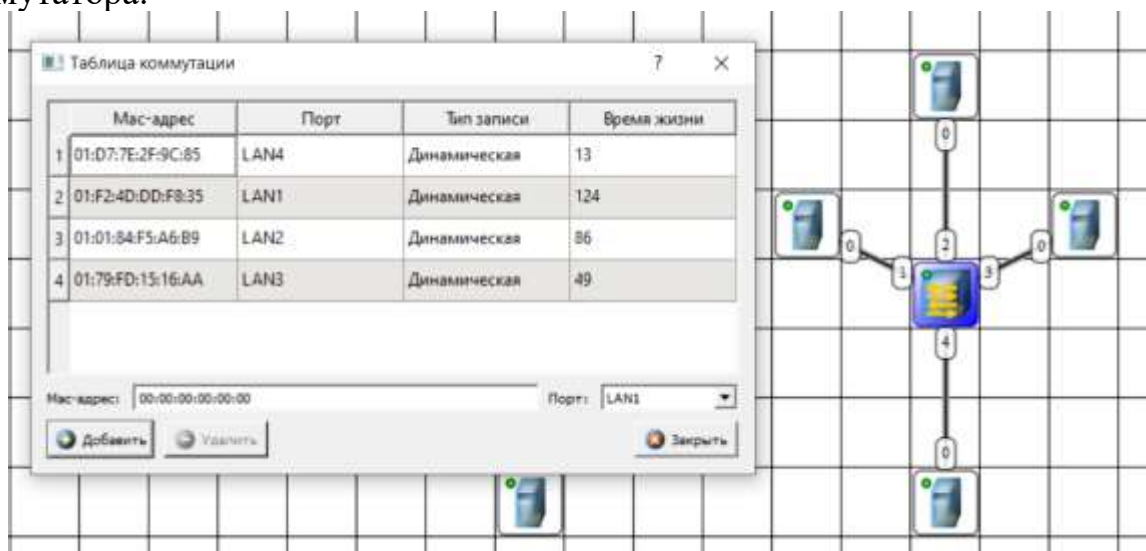 мутатора.
Таблица коммутации ? ×
Мас-адрес Порт Тип записи Время жизни
1 01:D7:7E:2F:9C:85 LAN4 Динамическая 13
2 01:F2:4D:DD:F8:35 LAN1 Динамическая 124
3 01:01:84:F5:A6:B9 LAN2 Динамическая 86
4 01:79:FD:15:16:AA LAN3 Динамическая 49
Мас-адрес: 00:00:00:00:00:00 Порт: LAN1
Добавить Удалить Закрыть
0
0 2 0
1 3
4
0